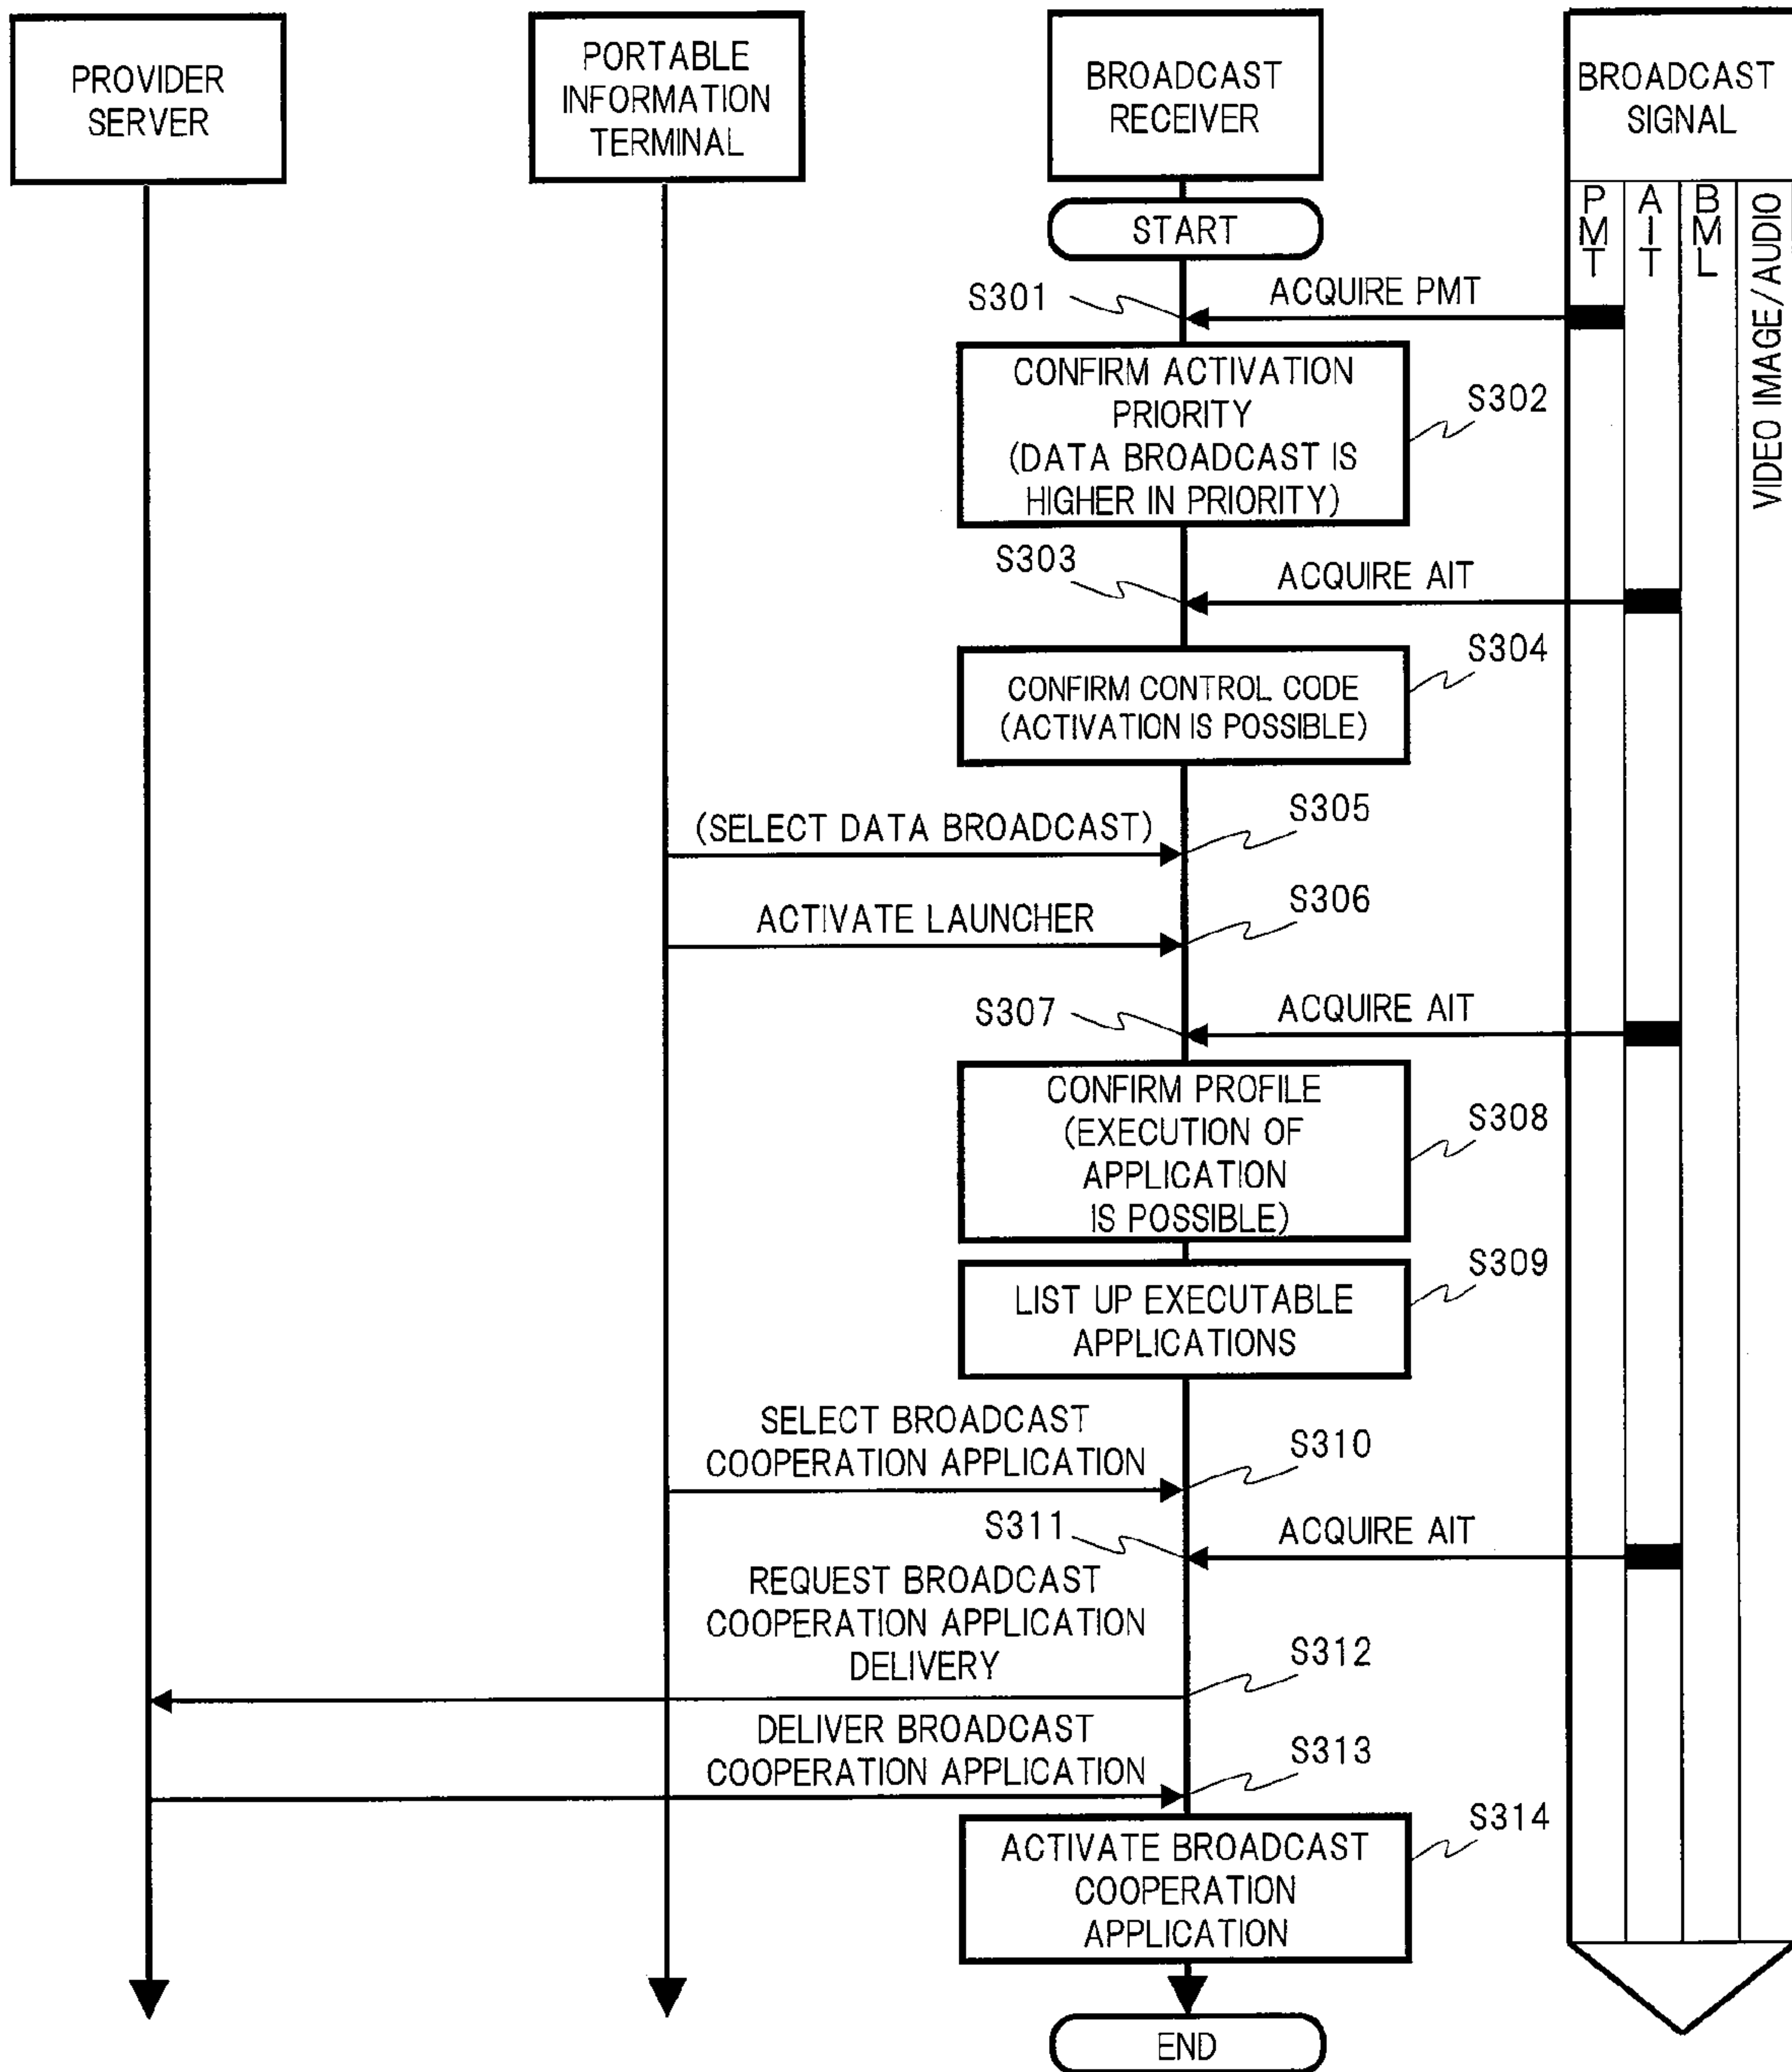 PROVIDER
SERVER
PORTABLE
INFORMATION
TERMINAL
BROADCAST
RECEIVER
BROADCAST
SIGNAL
PMT
AIT
BML
VIDEO IMAGE/AUDIO
START
S301
ACQUIRE PMT
CONFIRM ACTIVATION
PRIORITY
(DATA BROADCAST IS
HIGHER IN PRIORITY)
S302
S303
ACQUIRE AIT
CONFIRM CONTROL CODE
(ACTIVATION IS POSSIBLE)
S304
(SELECT DATA BROADCAST)
S305
ACTIVATE LAUNCHER
S306
S307
ACQUIRE AIT
CONFIRM PROFILE
(EXECUTION OF
APPLICATION
IS POSSIBLE)
S308
LIST UP EXECUTABLE
APPLICATIONS
S309
SELECT BROADCAST
COOPERATION APPLICATION
S310
S311
ACQUIRE AIT
REQUEST BROADCAST
COOPERATION APPLICATION
DELIVERY
S312
DELIVER BROADCAST
COOPERATION APPLICATION
S313
ACTIVATE BROADCAST
COOPERATION
APPLICATION
S314
END